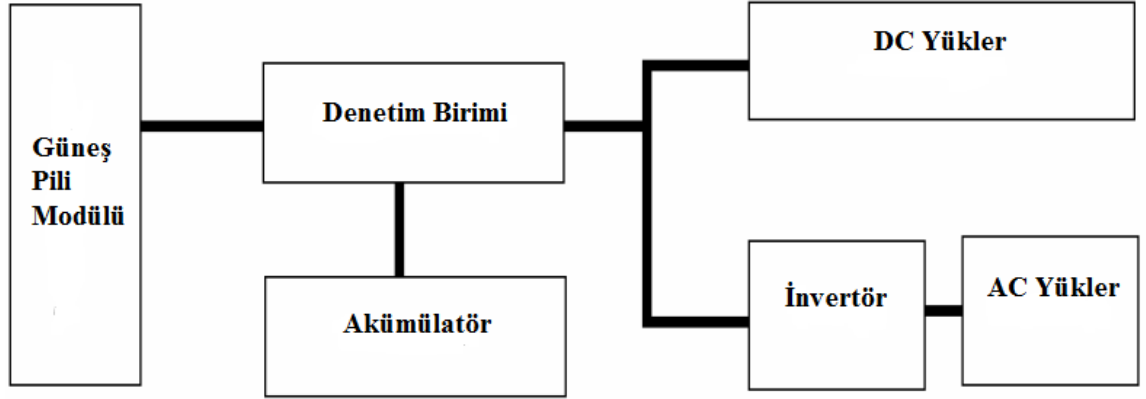 Güneş
Pili
Modülü
Denetim Birimi
Akümülatör
DC Yükler
İnvertör
AC Yükler